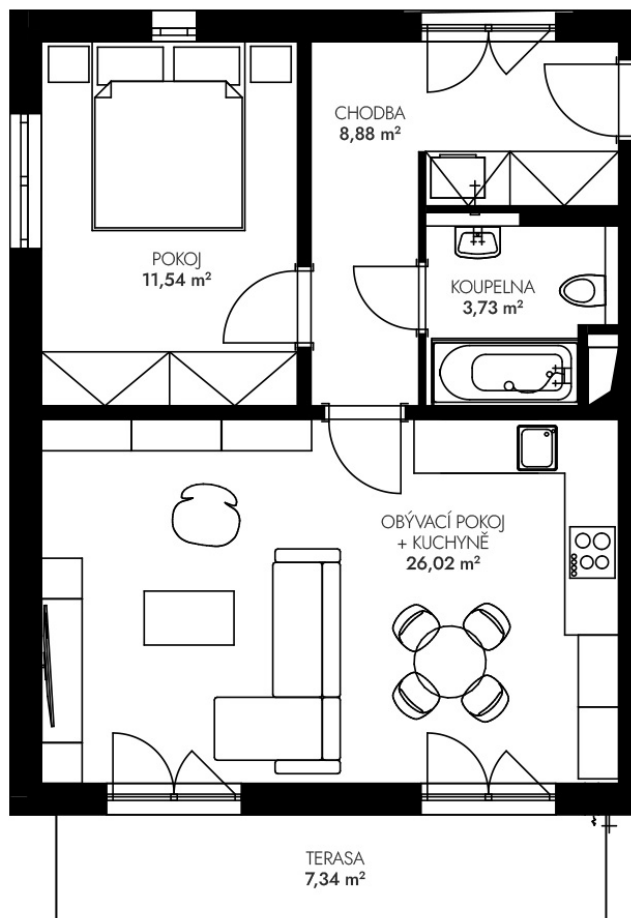 CHODBA
8,88 m²
POKOJ
11,54 m²
KOUPELNA
3,73 m²
OBÝVACÍ POKOJ
+ KUCHYNĚ
26,02 m²
TERASA
7,34 m²